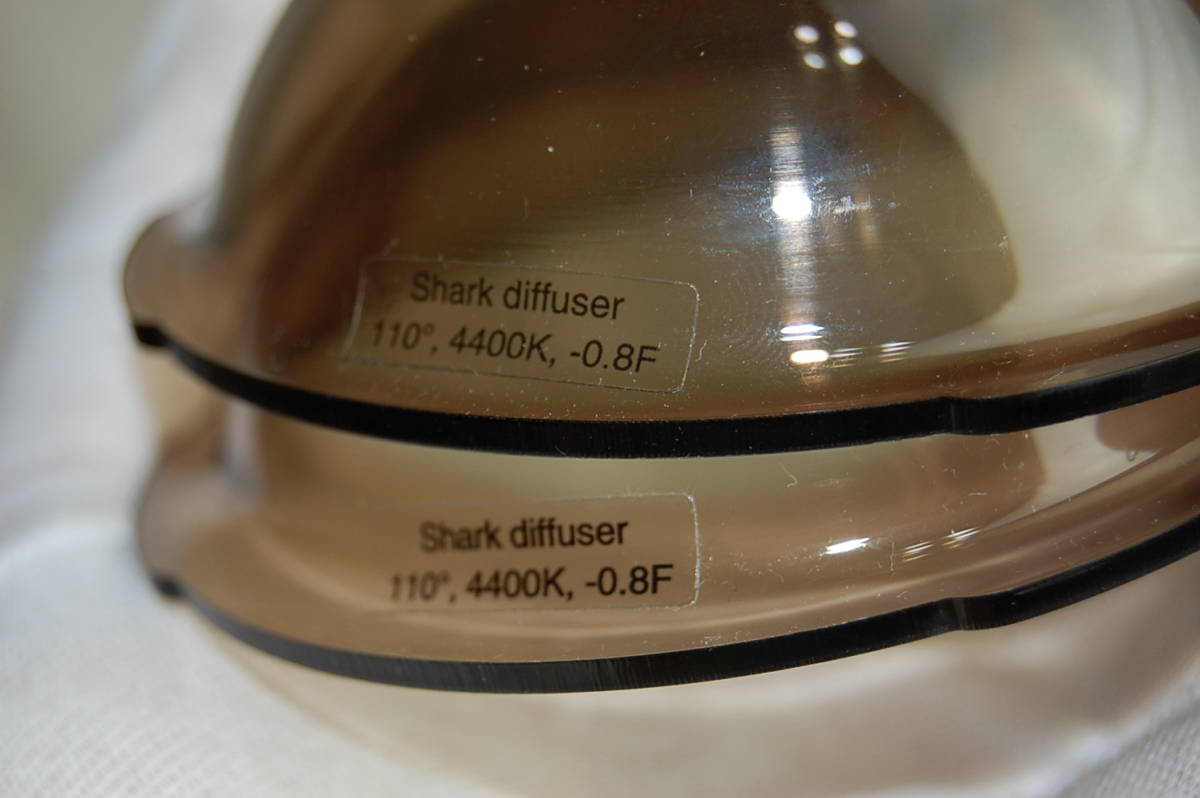 Shark diffuser
110°, 4400K, -0.8F
Shark diffuser
110°, 4400K, -0.8F